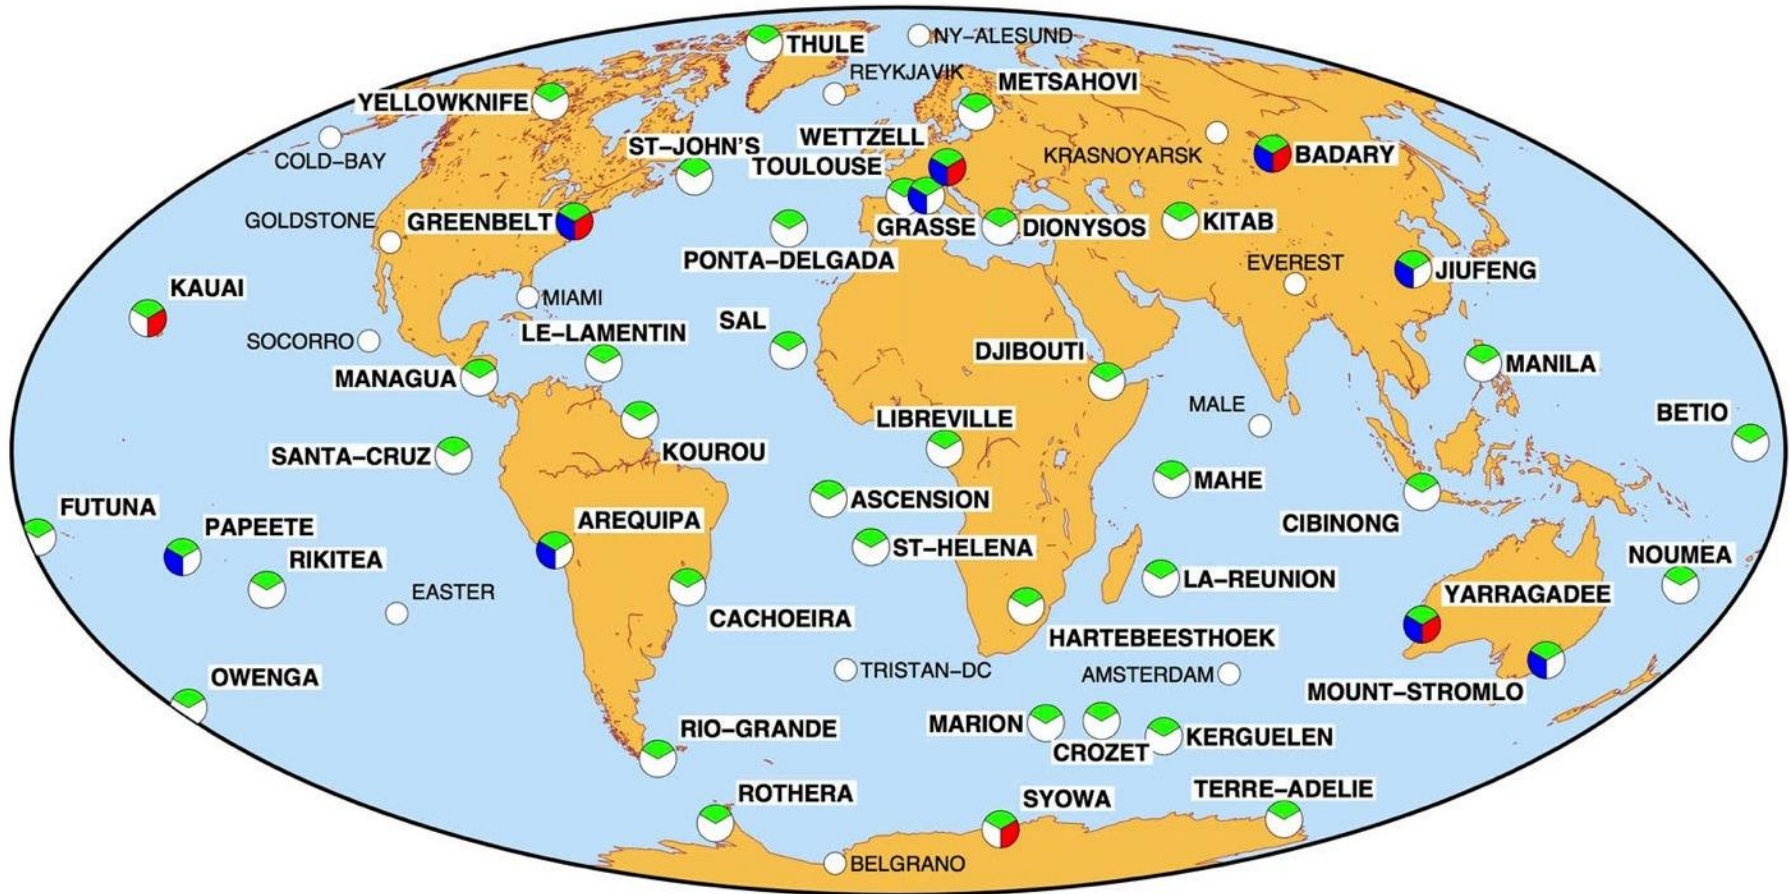 THULE
NY-ALESUND
REYKJAVIK
METSAHOVI
YELLOWKNIFE
WETTZELL
ST-JOHN'S
COLD-BAY
TOULOUSE
KRASNOYARSK
BADARY
GOLDSTONE
GREENBELT
GRASSE
DIONYSOS
KITAB
PONTA-DELGADA
EVEREST
JIUFENG
KAUAI
MIAMI
SAL
LE-LAMENTIN
SOCORRO
DJIBOUTI
MANILA
MANAGUA
MALE
BETIO
LIBREVILLE
KOUROU
SANTA-CRUZ
MAHE
ASCENSION
FUTUNA
PAPEETE
AREQUIPA
CIBINONG
ST-HELENA
RIKITEA
NOUMEA
LA-REUNION
EASTER
YARRAGADEE
CACHOEIRA
HARTEBEESTHOEK
TRISTAN-DC
AMSTERDAM
OWENGA
MOUNT-STROMLO
MARION
RIO-GRANDE
CROZET
KERGUELEN
TERRE-ADELIE
ROTHERA
SYOWA
BELGRANO